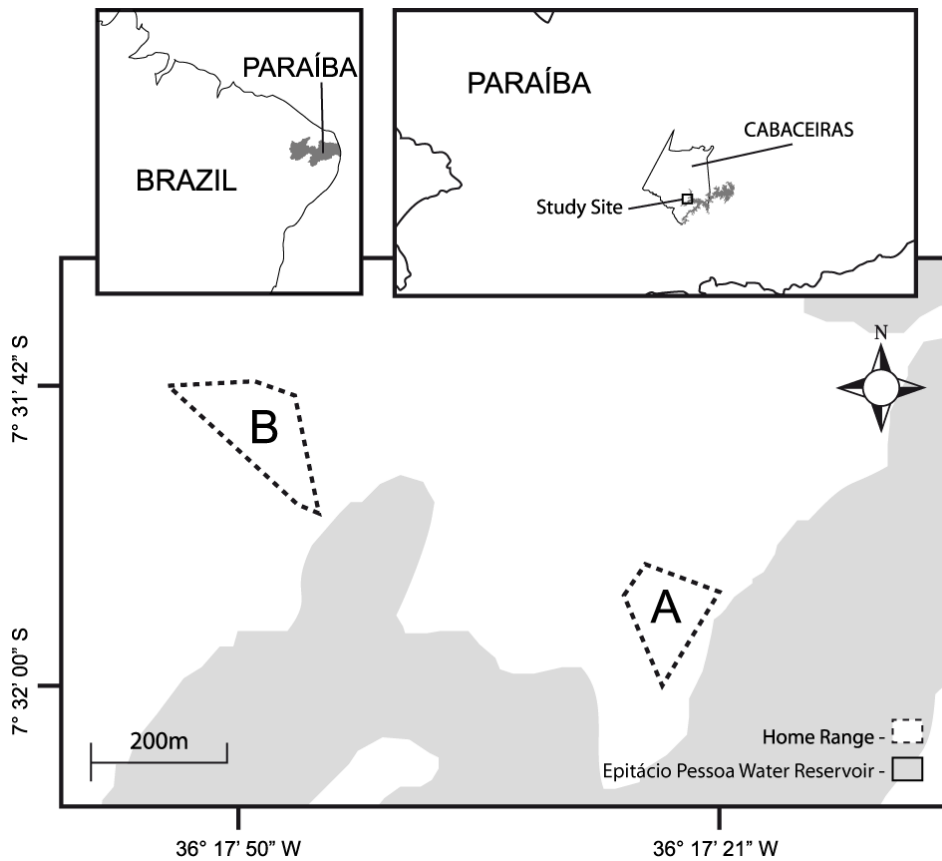 PARAÍBA
BRAZIL
PARAÍBA
CABACEIRAS
Study Site
N
7° 31’ 42” S
B
A
7° 32’ 00” S
200m
Home Range -
Epitácio Pessoa Water Reservoir -
36° 17’ 50” W
36° 17’ 21” W